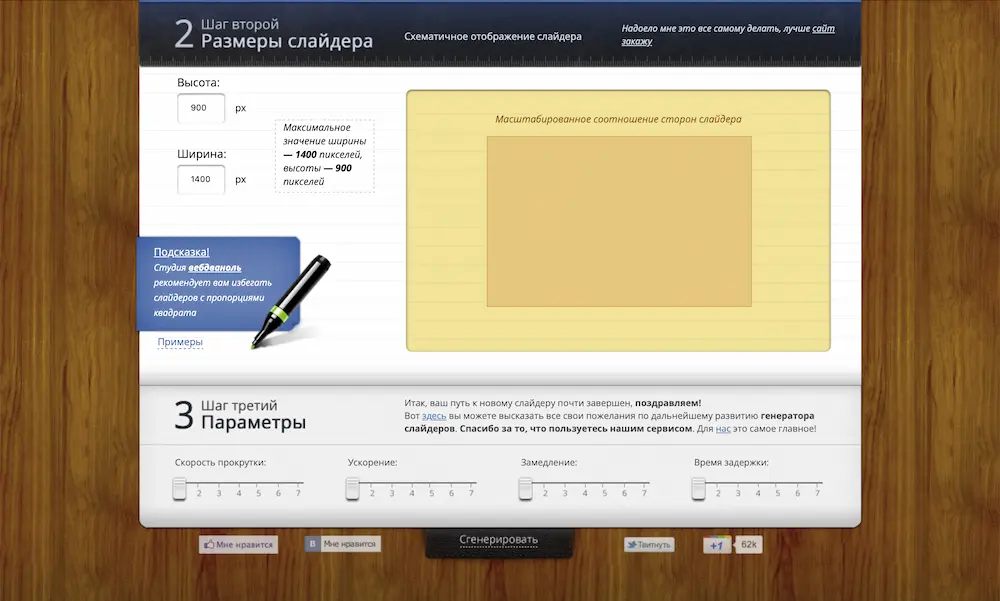 2 Шаг второй
Размеры слайдера
Схематичное отображение слайдера
Надоело мне это все самому делать, лучше сайт
закажу
Высота:
900 px
Ширина:
1400 px
Максимальное
значение ширины
— 1400 пикселей,
высоты — 900
пикселей
Масштабированное соотношение сторон слайдера
Подсказка!
Студия вебдваноль
рекомендует вам избегать
слайдеров с пропорциями
квадрата
Примеры
3 Шаг третий
Параметры
Итак, ваш путь к новому слайдеру почти завершен, поздравляем!
Вот здесь вы можете высказать все свои пожелания по дальнейшему развитию генератора
слайдеров. Спасибо за то, что пользуетесь нашим сервисом. Для нас это самое главное!
Скорость прокрутки:
2 3 4 5 6 7
Ускорение:
2 3 4 5 6 7
Замедление:
2 3 4 5 6 7
Время задержки:
2 3 4 5 6 7
Мне нравится
B Мне нравится
Сгенерировать
Твитнуть
+1 62k